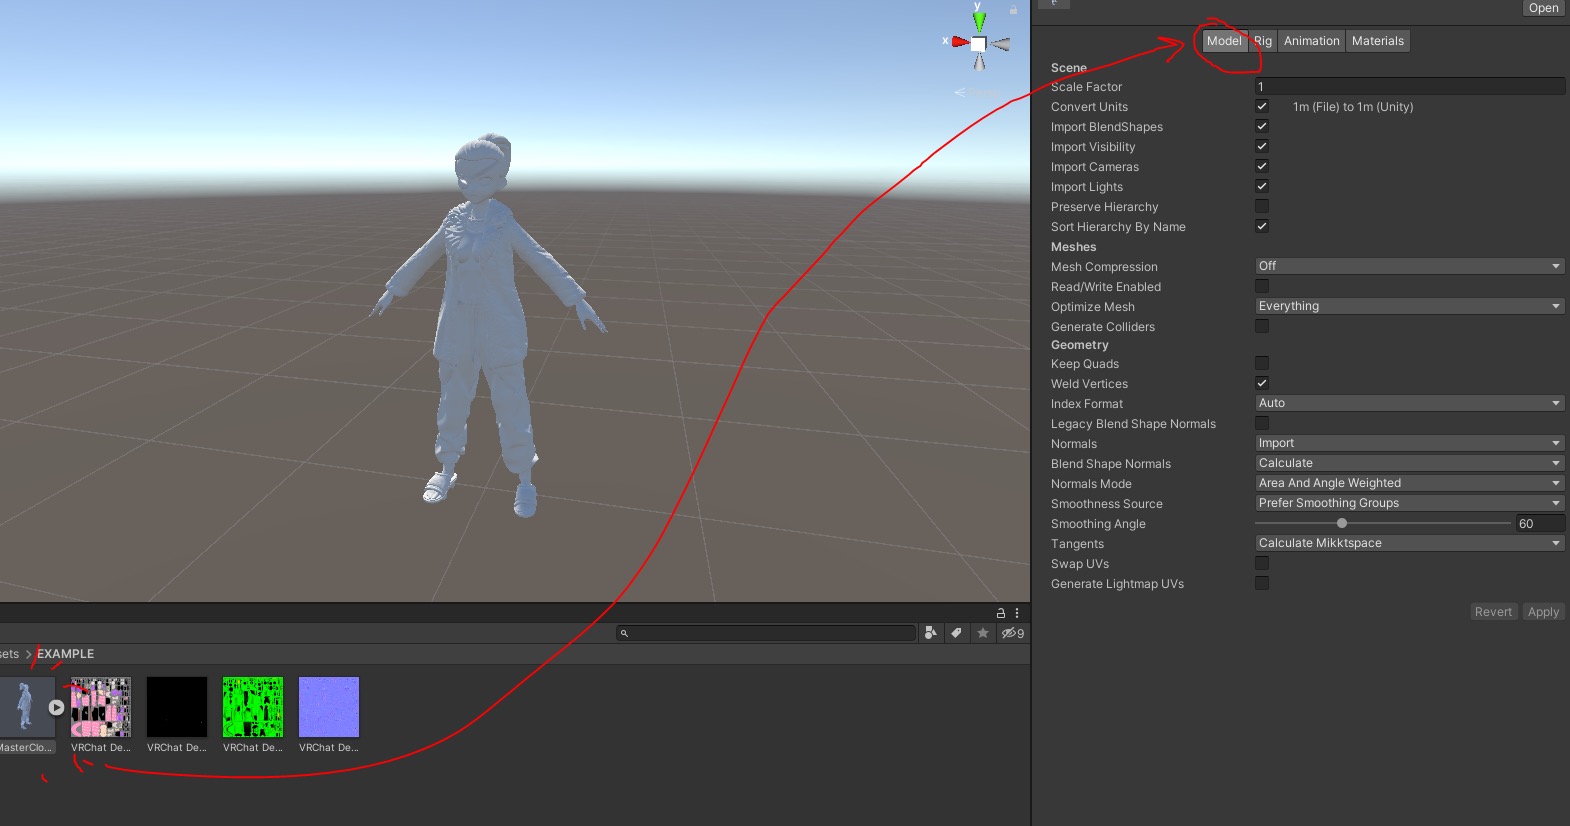 y
x
Open
Model Rig Animation Materials
Scene
Scale Factor 1
Convert Units 1m (File) to 1m (Unity)
Import BlendShapes
Import Visibility
Import Cameras
Import Lights
Preserve Hierarchy
Sort Hierarchy By Name
Meshes
Mesh Compression Off
Read/Write Enabled
Optimize Mesh Everything
Generate Colliders
Geometry
Keep Quads
Weld Vertices
Index Format Auto
Legacy Blend Shape Normals
Normals Import
Blend Shape Normals Calculate
Normals Mode Area And Angle Weighted
Smoothness Source Prefer Smoothing Groups
Smoothing Angle 60
Tangents Calculate Mikktspace
Swap UVs
Generate Lightmap UVs
Revert Apply
9
sets > EXAMPLE
MasterClo... VRChat De... VRChat De... VRChat De... VRChat De...